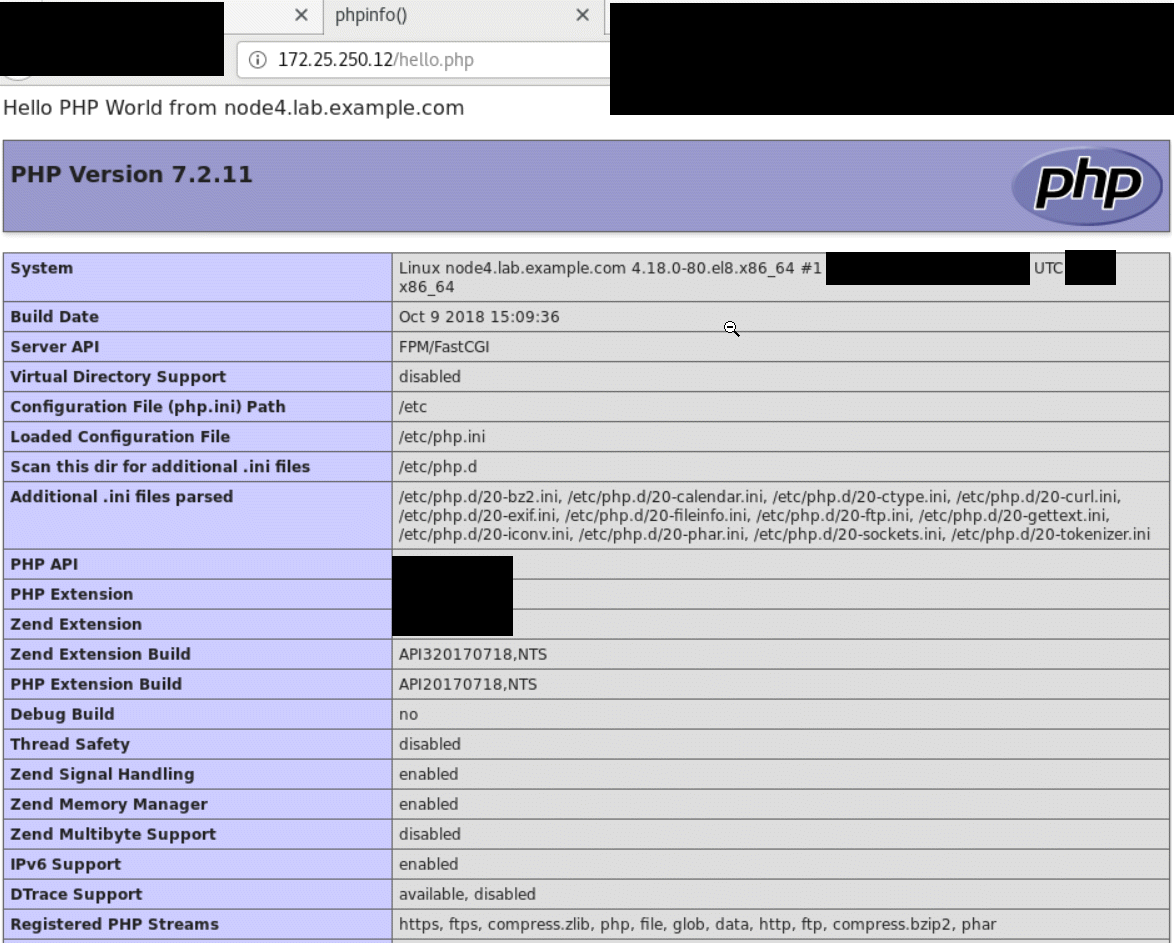 phpinfo()
172.25.250.12/hello.php
Hello PHP World from node4.lab.example.com
PHP Version 7.2.11
php
System
Linux node4.lab.example.com 4.18.0-80.el8.x86_64 #1 UTC
x86_64
Build Date
Oct 9 2018 15:09:36
Server API
FPM/FastCGI
Virtual Directory Support
disabled
Configuration File (php.ini) Path
/etc
Loaded Configuration File
/etc/php.ini
Scan this dir for additional .ini files
/etc/php.d
Additional .ini files parsed
/etc/php.d/20-bz2.ini, /etc/php.d/20-calendar.ini, /etc/php.d/20-ctype.ini, /etc/php.d/20-curl.ini,
/etc/php.d/20-exif.ini, /etc/php.d/20-fileinfo.ini, /etc/php.d/20-ftp.ini, /etc/php.d/20-gettext.ini,
/etc/php.d/20-iconv.ini, /etc/php.d/20-phar.ini, /etc/php.d/20-sockets.ini, /etc/php.d/20-tokenizer.ini
PHP API
PHP Extension
Zend Extension
Zend Extension Build
API320170718,NTS
PHP Extension Build
API20170718,NTS
Debug Build
no
Thread Safety
disabled
Zend Signal Handling
enabled
Zend Memory Manager
enabled
Zend Multibyte Support
disabled
IPv6 Support
enabled
DTrace Support
available, disabled
Registered PHP Streams
https, ftps, compress.zlib, php, file, glob, data, http, ftp, compress.bzip2, phar